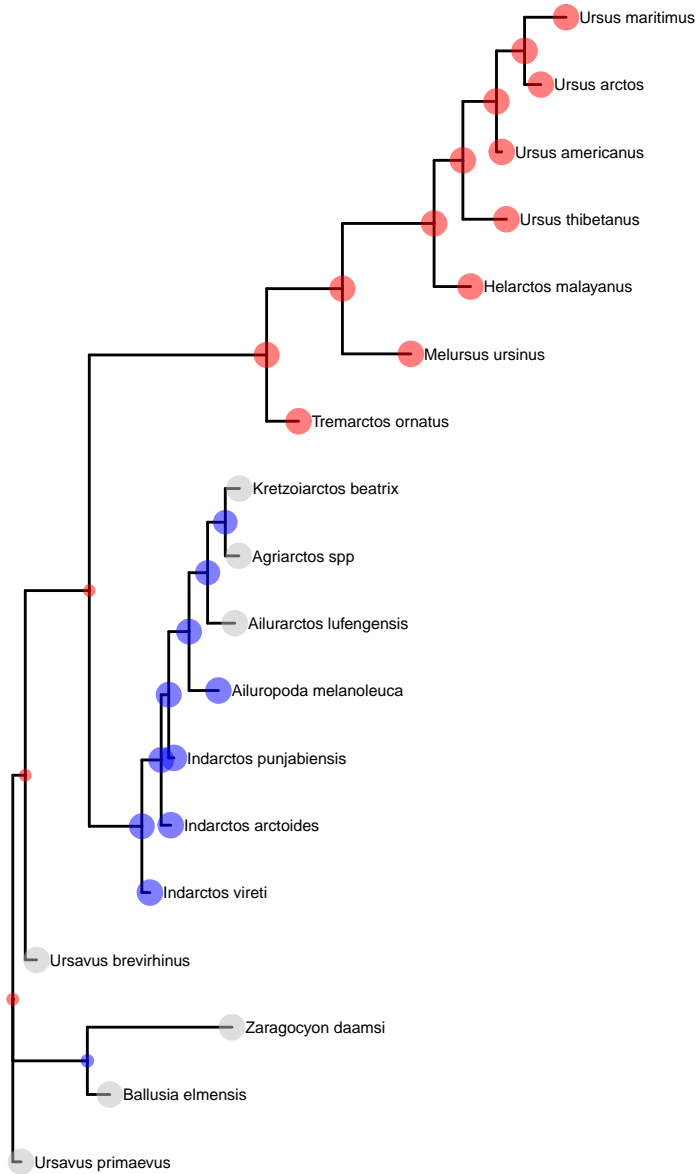 Ursus maritimus
Ursus arctos
Ursus americanus
Ursus thibetanus
Helarctos malayanus
Melursus ursinus
Tremarctos ornatus
Kretzoiarctos beatrix
Agriarctos spp
Ailurarctos lufengensis
Ailuropoda melanoleuca
Indarctos punjabiensis
Indarctos arctoides
Indarctos vireti
Ursavus brevirhinus
Zaragocyon daamsi
Ballusia elmensis
Ursavus primaevus